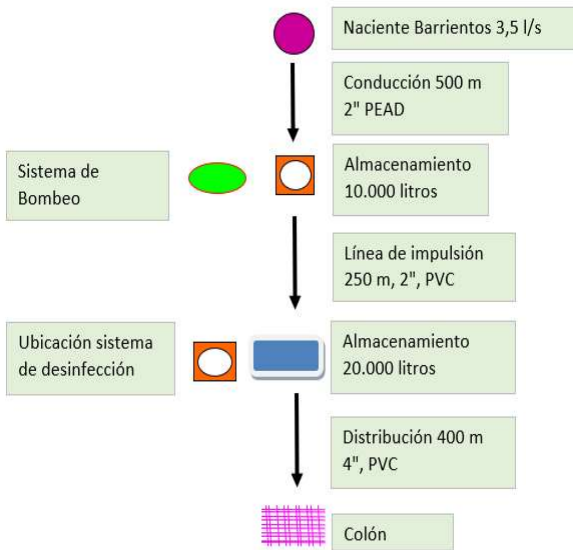 Naciente Barrientos 3,5 l/s
Conducción 500 m
2" PEAD
Sistema de
Bombeo
Almacenamiento
10.000 litros
Línea de impulsión
250 m, 2", PVC
Ubicación sistema
de desinfección
Almacenamiento
20.000 litros
Distribución 400 m
4", PVC
Colón